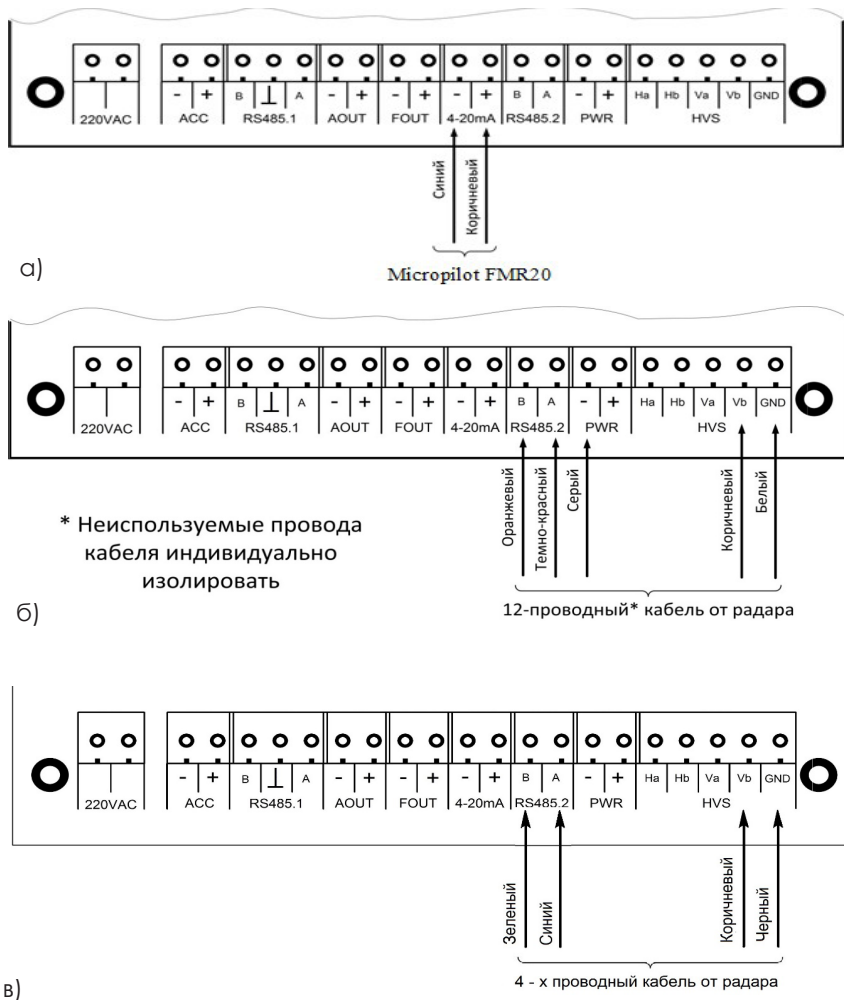 - + B ⊥ A - + - + - + B A - + Ha Hb Va Vb GND
220VAC ACC RS485.1 AOUT FOUT 4-20mA RS485.2 PWR HVS
Синий
Коричневый
а)
Micropilot FMR20
- + B ⊥ A - + - + - + B A - + Ha Hb Va Vb GND
220VAC ACC RS485.1 AOUT FOUT 4-20mA RS485.2 PWR HVS
Оранжевый
Темно-красный
Серый
Коричневый
Белый
* Неиспользуемые провода
кабеля индивидуально
изолировать
12-проводный* кабель от радара
б)
- + B ⊥ A - + - + - + B A - + Ha Hb Va Vb GND
220VAC ACC RS485.1 AOUT FOUT 4-20mA RS485.2 PWR HVS
Зеленый
Синий
Коричневый
Черный
4 - х проводный кабель от радара
в)